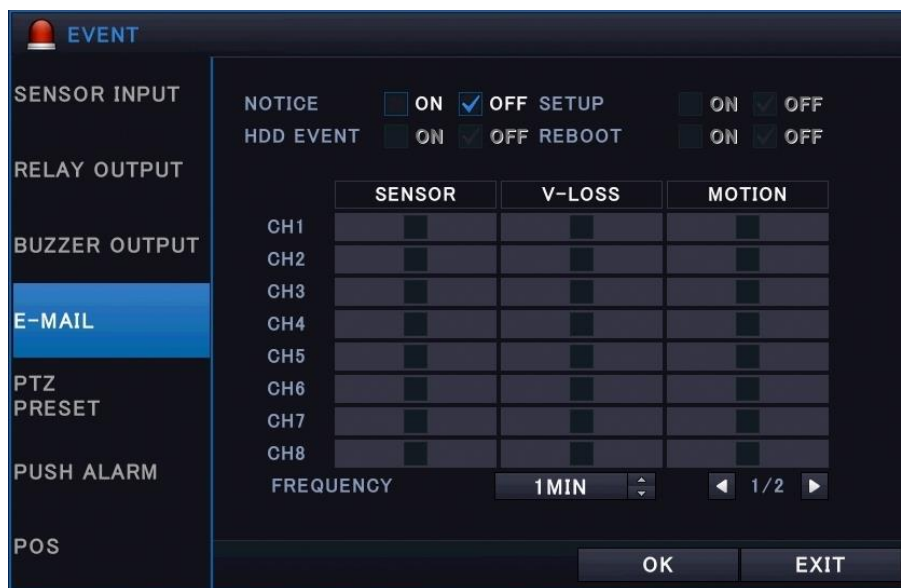 EVENT
SENSOR INPUT
RELAY OUTPUT
BUZZER OUTPUT
E-MAIL
PTZ
PRESET
PUSH ALARM
POS
NOTICE ON OFF SETUP ON OFF
HDD EVENT ON OFF REBOOT ON OFF
SENSOR V-LOSS MOTION
CH1
CH2
CH3
CH4
CH5
CH6
CH7
CH8
FREQUENCY 1MIN 1/2
OK EXIT